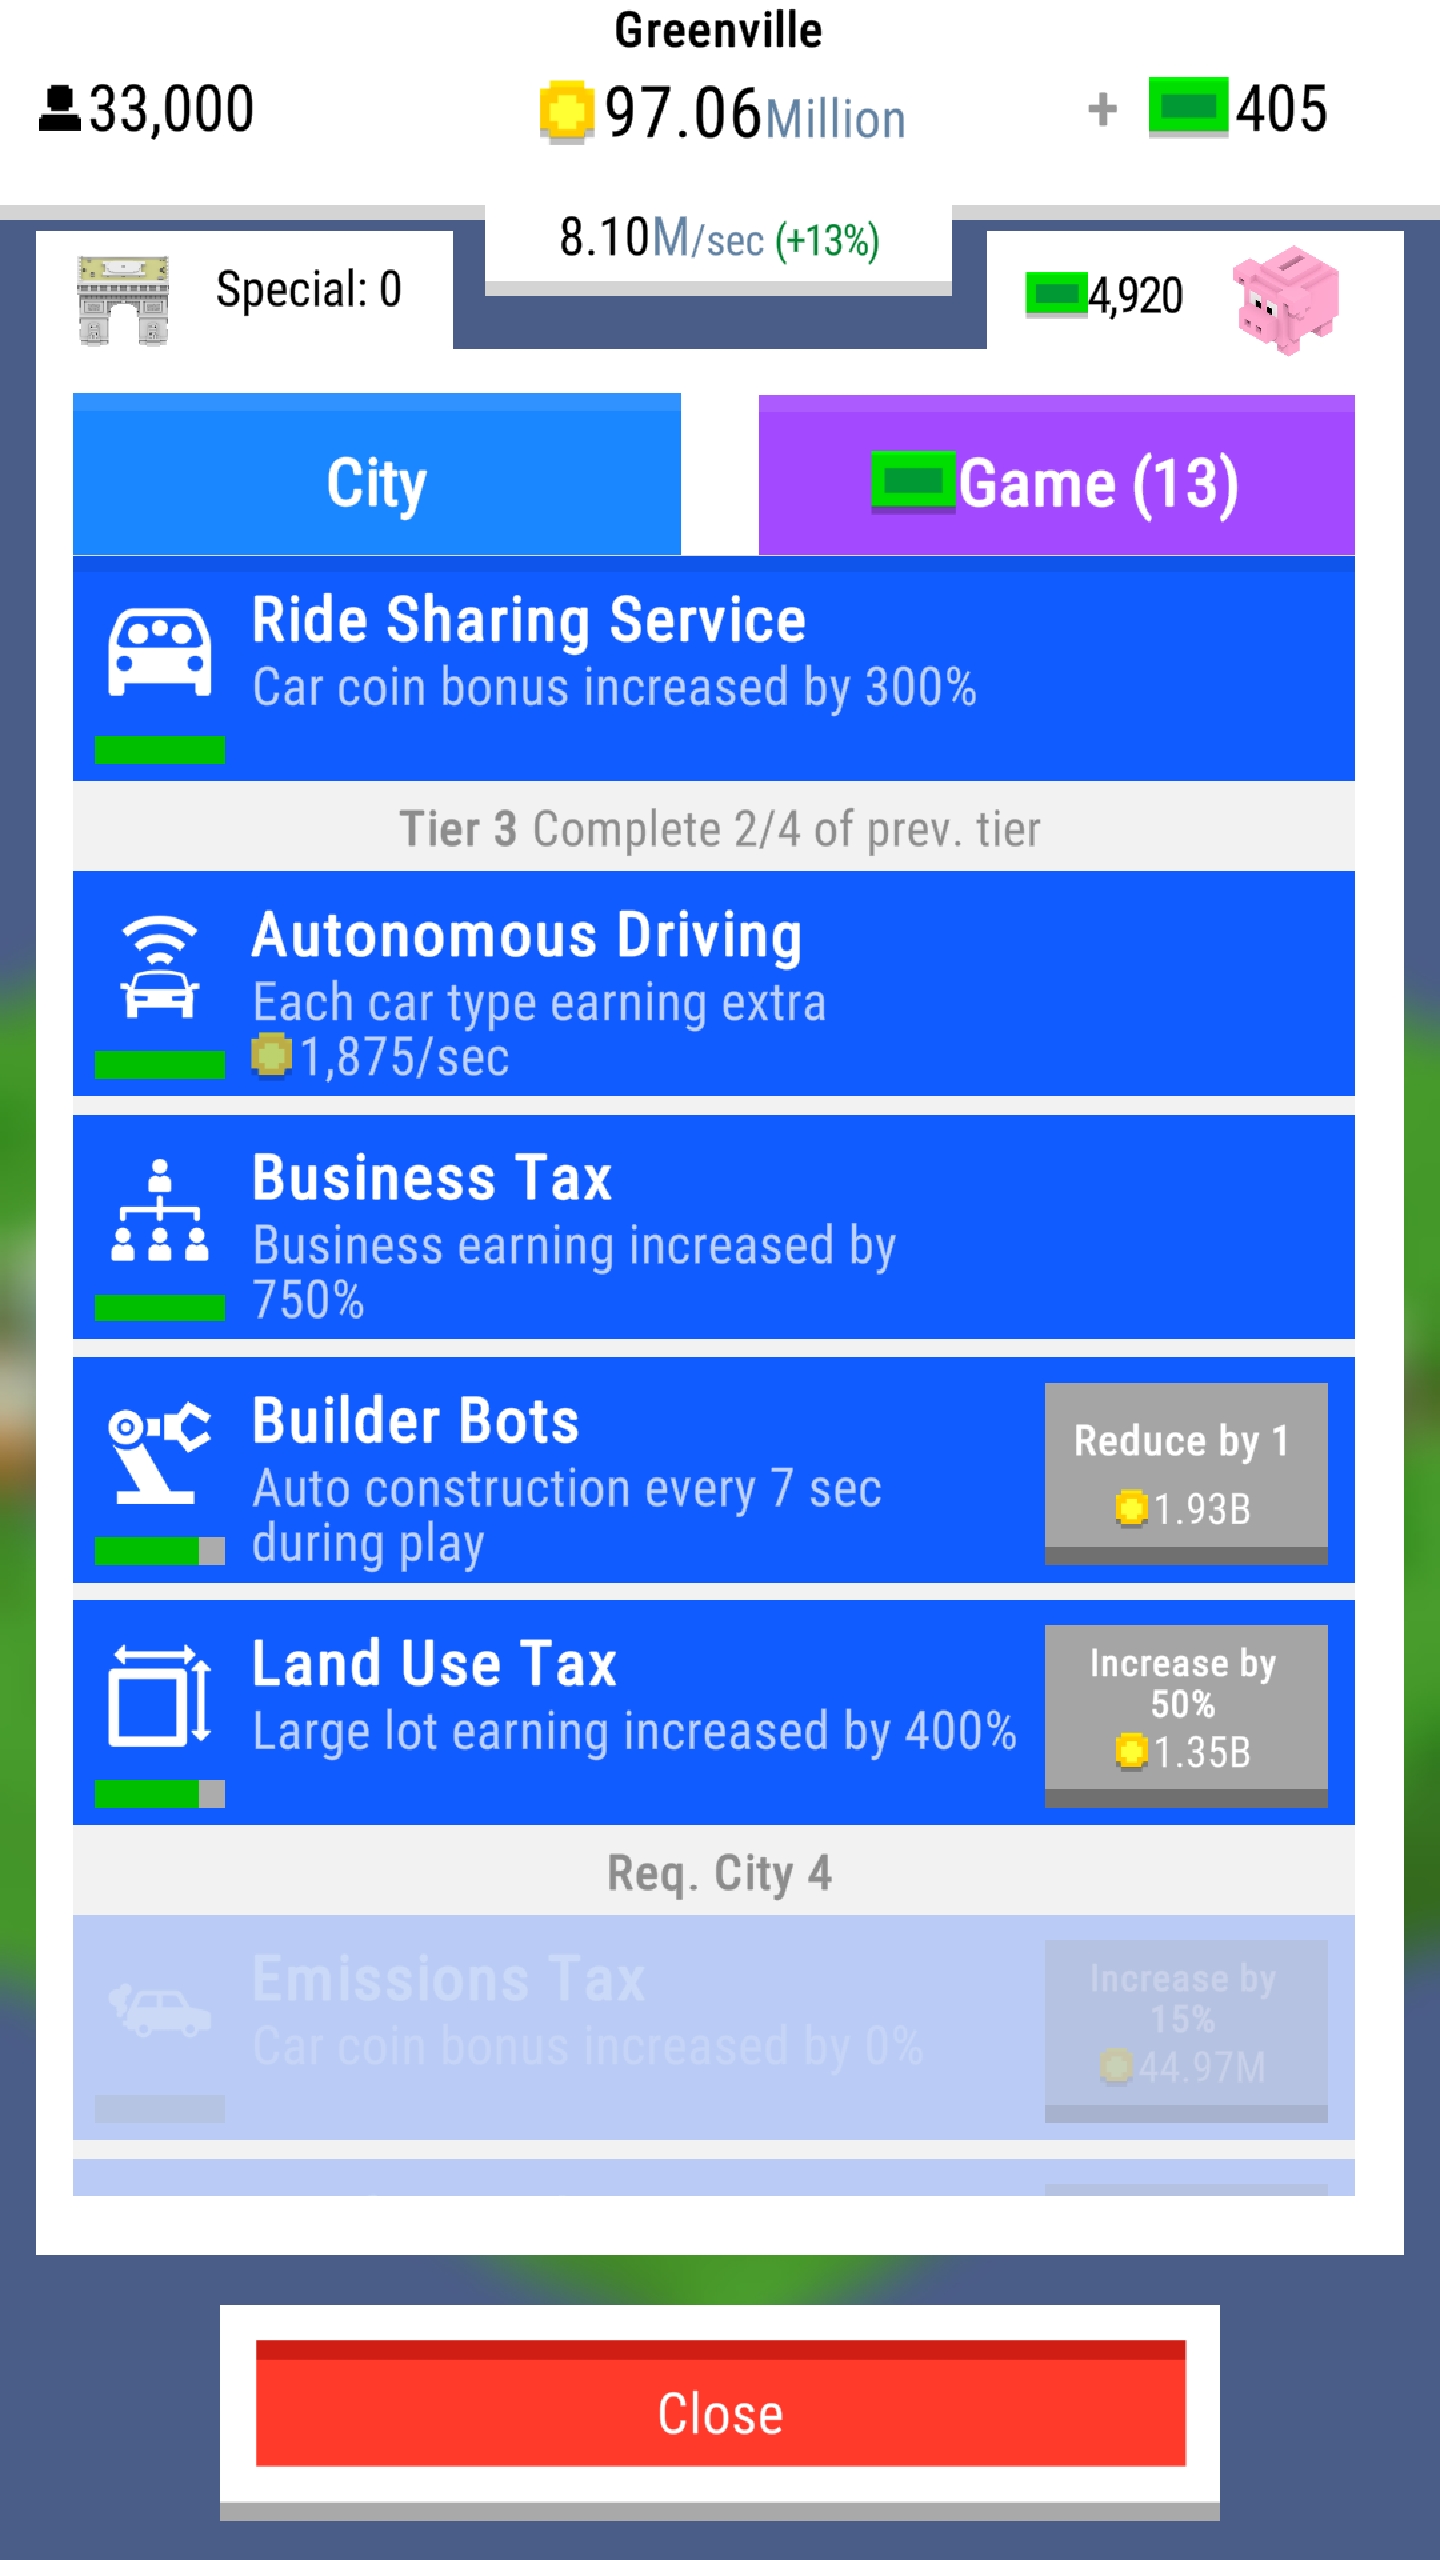 Greenville
33,000
97.06Million
+ 405
8.10M/sec (+13%)
Special: 0
4,920
City
Game (13)
Ride Sharing Service
Car coin bonus increased by 300%
Tier 3 Complete 2/4 of prev. tier
Autonomous Driving
Each car type earning extra
1,875/sec
Business Tax
Business earning increased by
750%
Builder Bots
Auto construction every 7 sec
during play
Reduce by 1
1.93B
Land Use Tax
Large lot earning increased by 400%
Increase by
50%
1.35B
Req. City 4
Emissions Tax
Car coin bonus increased by 0%
Increase by
15%
44.97M
Close